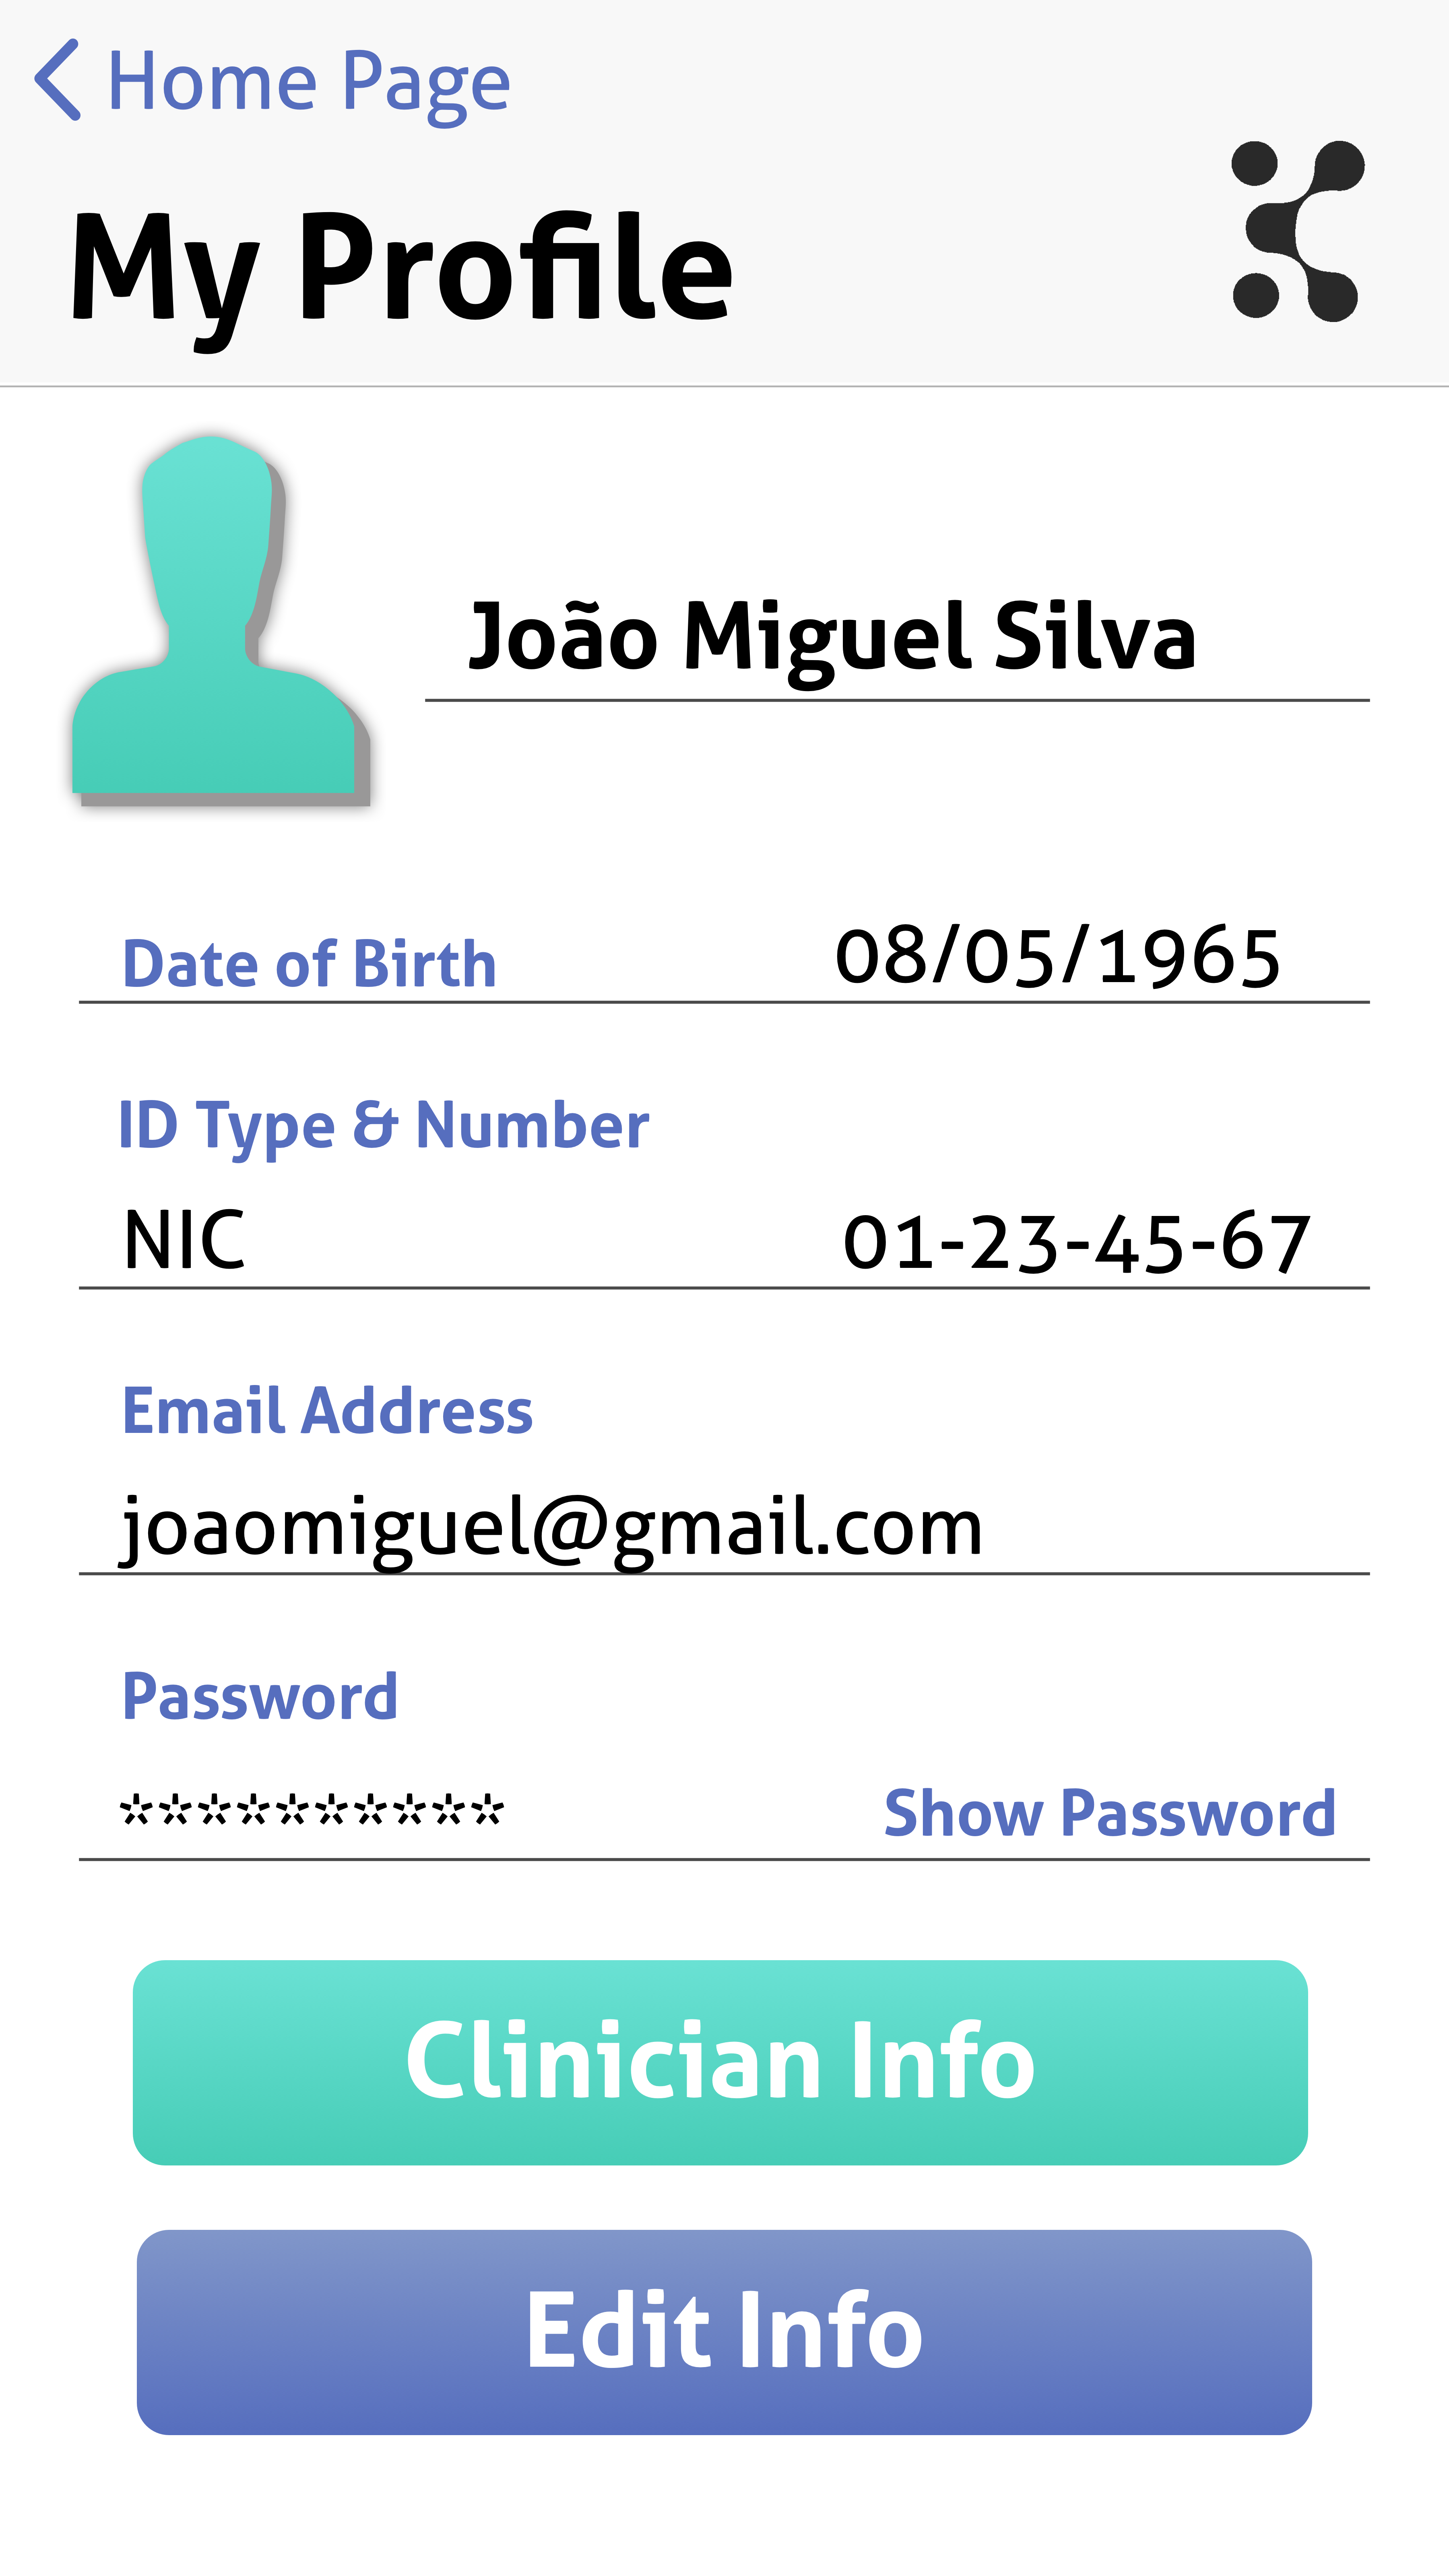 Home Page
My Profile
João Miguel Silva
Date of Birth 08/05/1965
ID Type & Number
NIC 01-23-45-67
Email Address
joaomiguel@gmail.com
Password
********** Show Password
Clinician Info
Edit Info